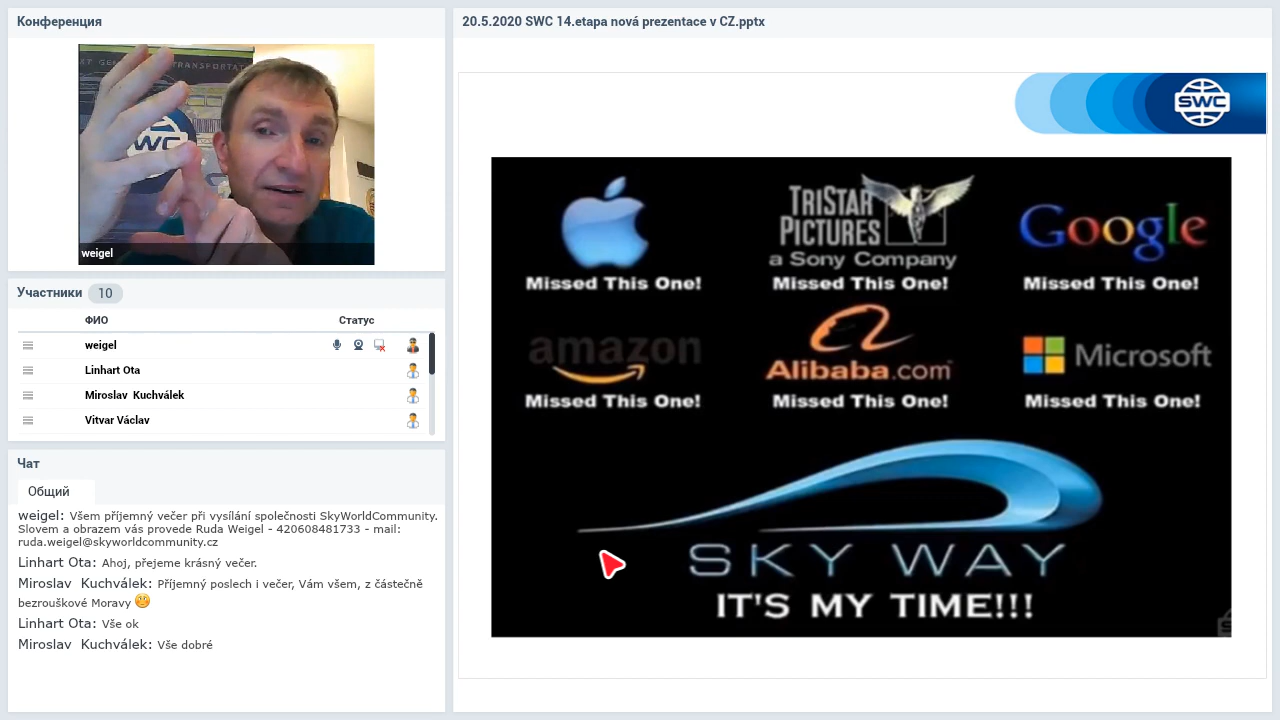 Конференция
XT GEN
TRANSPORTAT
WC
weigel
Участники 10
ФИО Статус
weigel
Linhart Ota
Miroslav Kuchválek
Vitvar Václav
Чат
Общий
weigel: Všem příjemný večer při vysílání společnosti SkyWorldCommunity.
Slovem a obrazem vás provede Ruda Weigel - 420608481733 - mail:
ruda.weigel@skyworldcommunity.cz
Linhart Ota: Ahoj, přejeme krásný večer.
Miroslav Kuchválek: Příjemný poslech i večer, Vám všem, z částečně
bezrouškové Moravy
Linhart Ota: Vše ok
Miroslav Kuchválek: Vše dobré
20.5.2020 SWC 14.etapa nová prezentace v CZ.pptx
SWC
TRISTAR
PICTURES
a Sony Company
Google
Missed This One! Missed This One! Missed This One!
amazon Alibaba.com Microsoft
Missed This One! Missed This One! Missed This One!
SKY WAY
IT'S MY TIME!!!